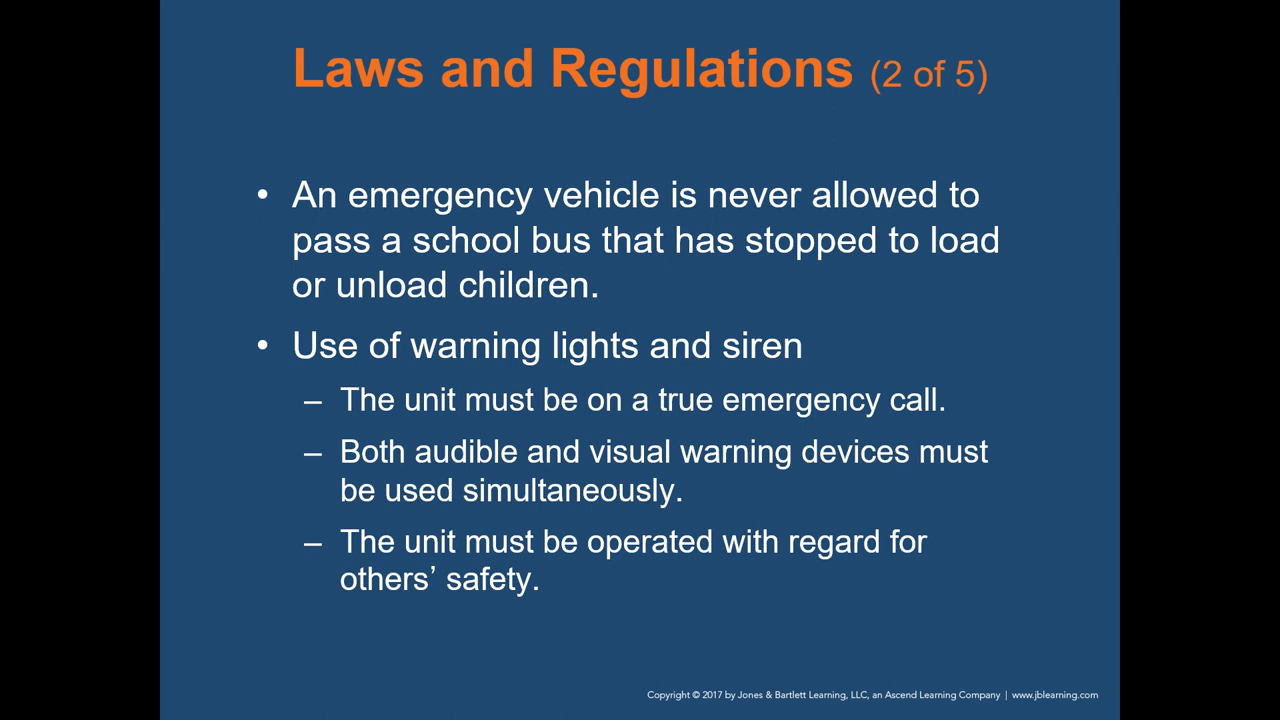 Laws and Regulations (2 of 5)
• An emergency vehicle is never allowed to
pass a school bus that has stopped to load
or unload children.
• Use of warning lights and siren
– The unit must be on a true emergency call.
– Both audible and visual warning devices must
be used simultaneously.
– The unit must be operated with regard for
others’ safety.
Copyright © 2017 by Jones & Bartlett Learning, LLC, an Ascend Learning Company | www.jblearning.com